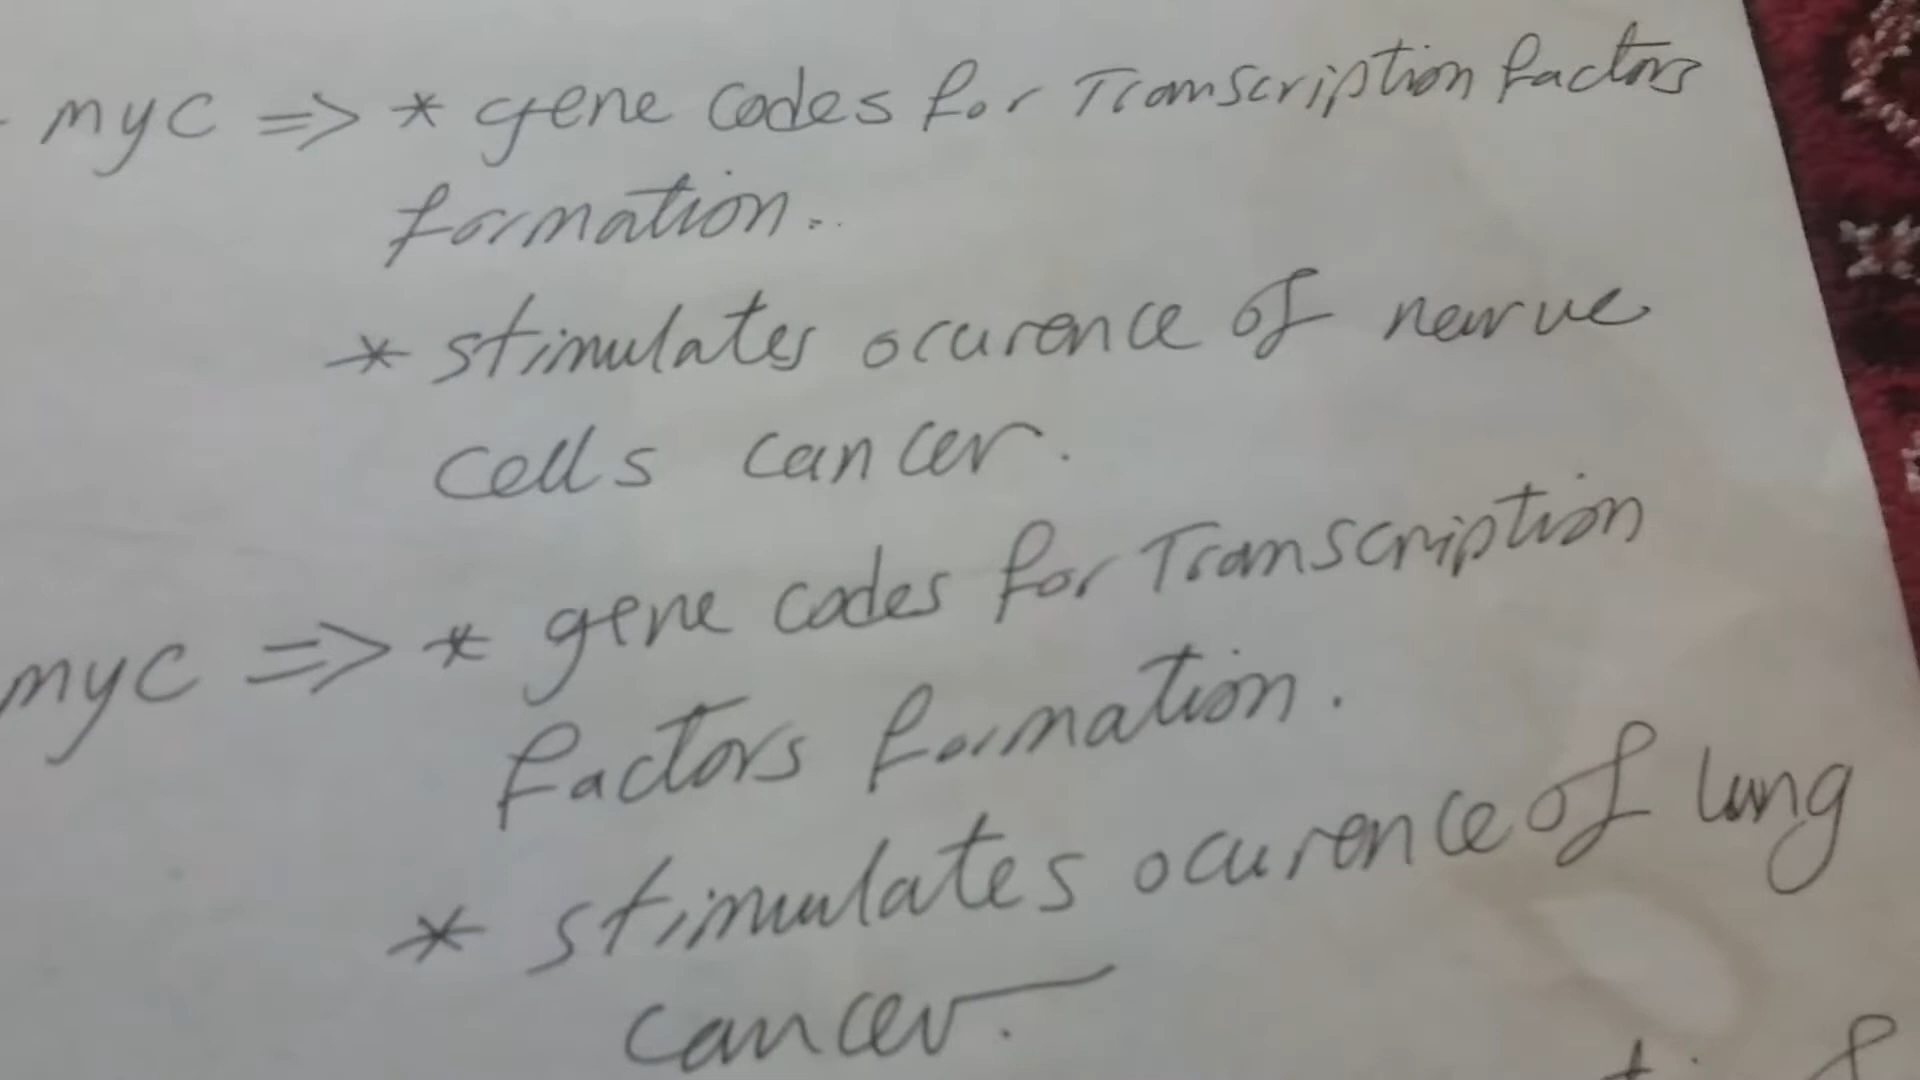 - myc => * gene codes for Transcription factors
formation..
* stimulates ocurence of nerve
cells cancer.
myc => * gene codes for Transcription
factors formation.
* stimulates ocurence of lung
cancer.